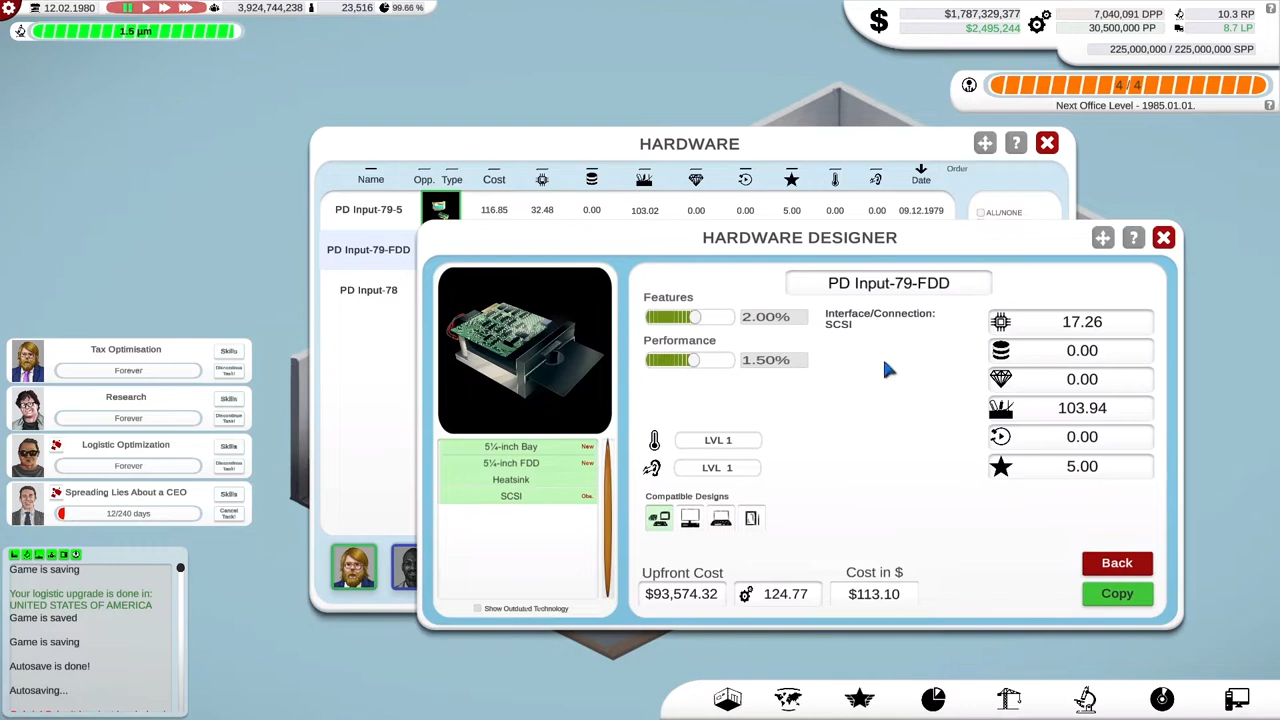 12.02.1980
3,924,744,238
23,516
99.66 %
1.5 μm
$1,787,329,377
$2,495,244
7,040,091 DPP
30,500,000 PP
10.3 RP
8.7 LP
225,000,000 / 225,000,000 SPP
4 / 4
Next Office Level - 1985.01.01.
HARDWARE
Name Opp. Type Cost Date Order
PD Input-79-5 116.85 32.48 0.00 103.02 0.00 0.00 5.00 0.00 0.00 09.12.1979
ALL/NONE
PD Input-79-FDD
PD Input-78
HARDWARE DESIGNER
PD Input-79-FDD
Features
2.00%
Performance
1.50%
Interface/Connection:
SCSI
17.26
0.00
0.00
103.94
0.00
5.00
5¼-inch Bay New
5¼-inch FDD New
Heatsink
SCSI Obs.
Show Outdated Technology
LVL 1
LVL 1
Compatible Designs
Upfront Cost
$93,574.32
124.77
Cost in $
$113.10
Back
Copy
Tax Optimisation
Forever
Skills
Discontinue
Task!
Research
Forever
Skills
Discontinue
Task!
Logistic Optimization
Forever
Skills
Discontinue
Task!
Spreading Lies About a CEO
12/240 days
Skills
Cancel
Task!
Game is saving
Your logistic upgrade is done in:
UNITED STATES OF AMERICA
Game is saved
Game is saving
Autosave is done!
Autosaving...